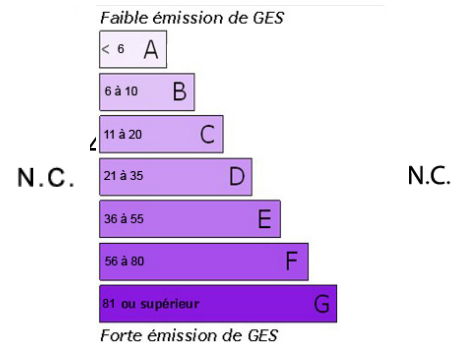 Faible émission de GES
< 6 A
6 à 10 B
11 à 20 C
N.C. 21 à 35 D N.C.
36 à 55 E
56 à 80 F
81 ou supérieur G
Forte émission de GES